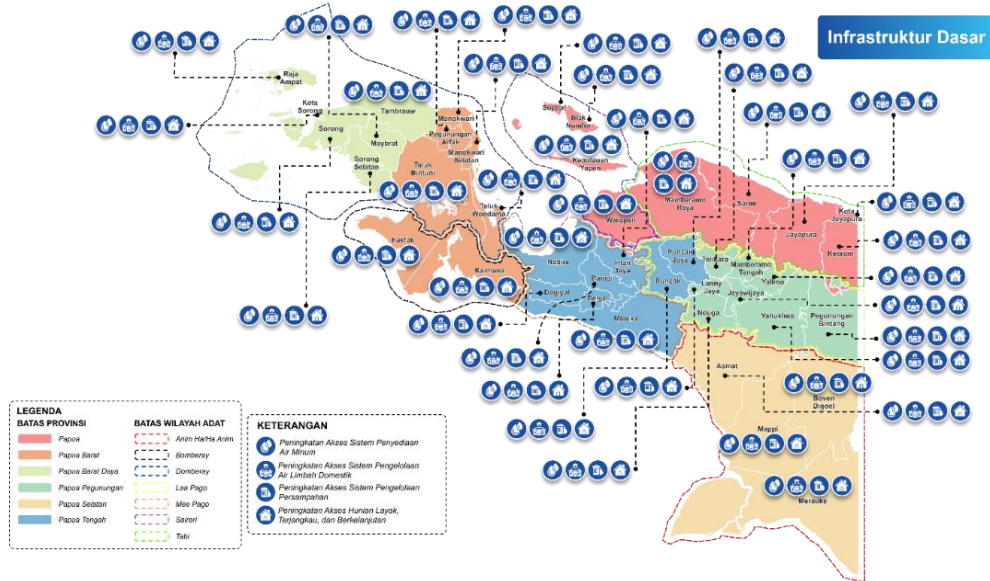 Infrastruktur Dasar
Raja
Ampat
Kota
Sorong
Sorong
Tambrauw
Maybrat
Sorong
Selatan
Manokwari
Pegunungan
Arfak
Manokwari
Selatan
Teluk
Bintuni
Teluk
Wondama
Fakfak
Kaimana
Supiori
Biak
Numfor
Kepulauan
Yapen
Waropen
Mamberamo
Raya
Sarmi
Jayapura
Kota
Jayapura
Keerom
Nabire
Paniai
Intan
Jaya
Dogiyai
Deiyai
Mimika
Puncak
Jaya
Puncak
Tolikara
Mamberamo
Tengah
Yalimo
Lanny
Jaya
Jayawijaya
Nduga
Yahukimo
Pegunungan
Bintang
Asmat
Boven
Digoel
Mappi
Merauke
LEGENDA
BATAS PROVINSI
Papua
Papua Barat
Papua Barat Daya
Papua Pegunungan
Papua Selatan
Papua Tengah
BATAS WILAYAH ADAT
Anim Ha/Ha Anim
Bomberay
Domberay
Laa Pago
Mee Pago
Saireri
Tabi
KETERANGAN
Peningkatan Akses Sistem Penyediaan
Air Minum
Peningkatan Akses Sistem Pengelolaan
Air Limbah Domestik
Peningkatan Akses Sistem Pengelolaan
Persampahan
Peningkatan Akses Hunian Layak,
Terjangkau, dan Berkelanjutan